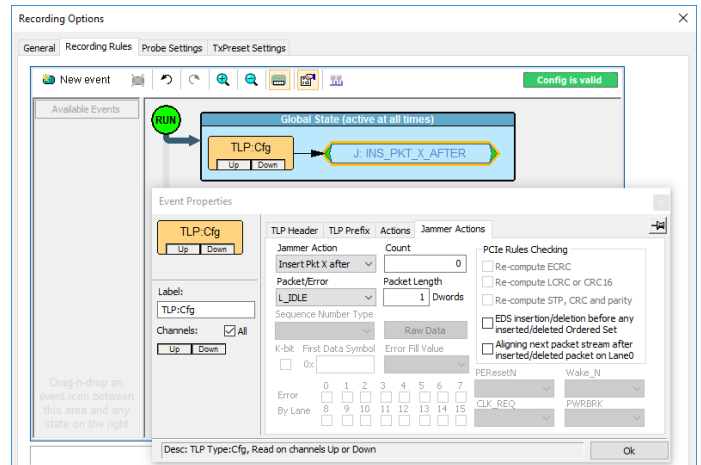 Recording Options
General Recording Rules Probe Settings TxPreset Settings
New event
Config is valid
Available Events
RUN
Global State (active at all times)
TLP:Cfg
Up Down
J: INS_PKT_X_AFTER
Event Properties
TLP:Cfg
Up Down
Label:
TLP:Cfg
Channels: All
Up Down
TLP Header TLP Prefix Actions Jammer Actions
Jammer Action Count
Insert Pkt X after 0
Packet/Error Packet Length
L_IDLE 1 Dwords
Sequence Number Type
Raw Data
K-bit First Data Symbol Error Fill Value
0x
0 1 2 3 4 5 6 7
Error
By Lane 8 9 10 11 12 13 14 15
PCIe Rules Checking
Re-compute ECRC
Re-compute LCRC or CRC16
Re-compute STP, CRC and parity
EDS insertion/deletion before any
inserted/deleted Ordered Set
Aligning next packet stream after
inserted/deleted packet on Lane0
PEResetN Wake_N
CLK_REQ PWRBRK
Drag-n-drop an
event icon between
this area and any
state on the right
Desc: TLP Type:Cfg, Read on channels Up or Down
Ok